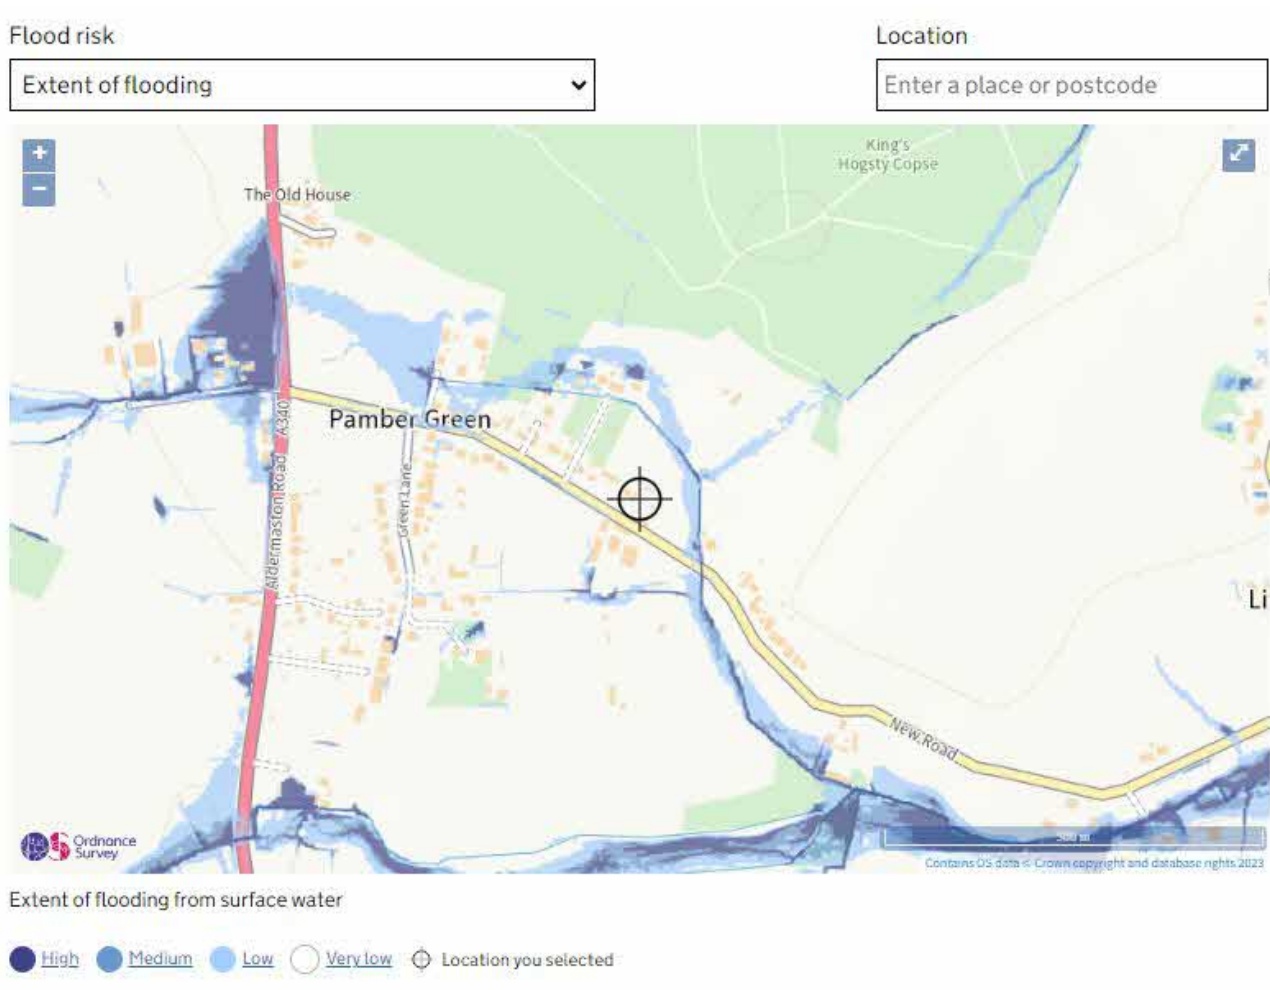 Flood risk
Location
Extent of flooding
Enter a place or postcode
+
−
King's
Hogsty Copse
The Old House
Pamber Green
A340
Aldermaston Road
Green Lane
Li
New Road
Ordnance
Survey
500 m
Contains OS data © Crown copyright and database rights 2023
Extent of flooding from surface water
High
Medium
Low
Very low
Location you selected